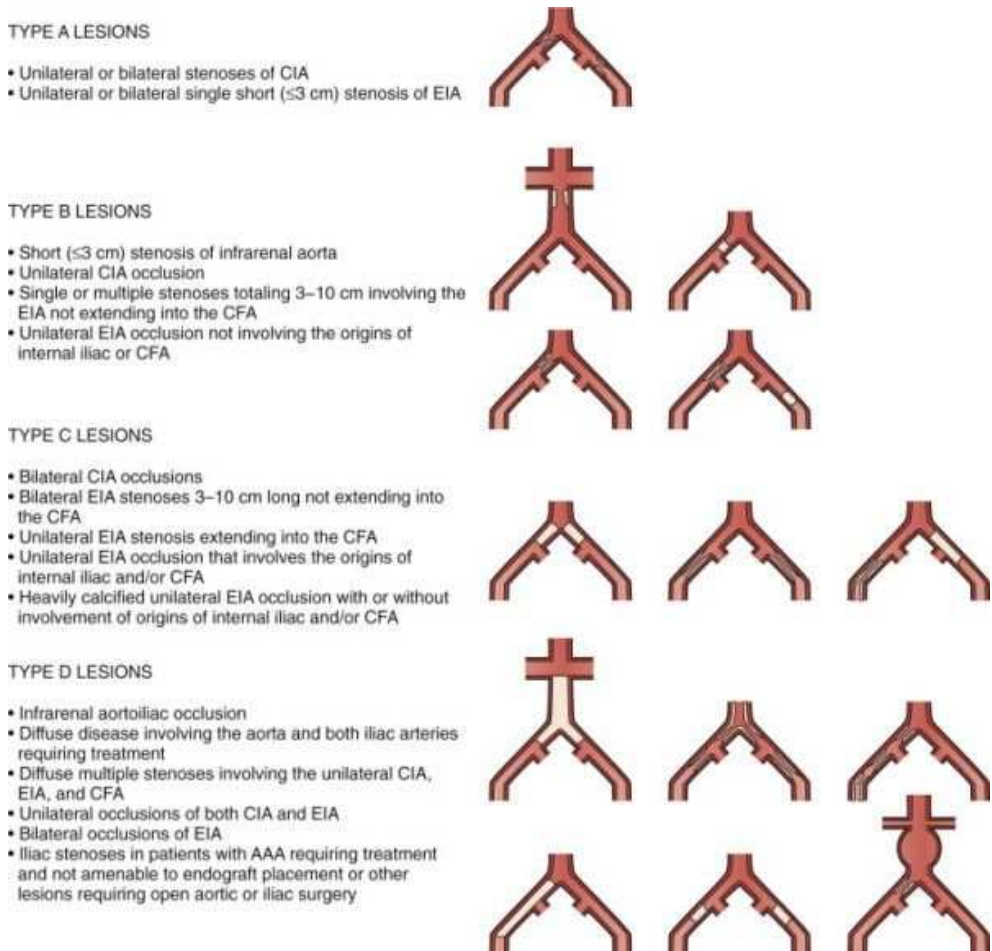 TYPE A LESIONS
• Unilateral or bilateral stenoses of CIA
• Unilateral or bilateral single short (≤3 cm) stenosis of EIA
TYPE B LESIONS
• Short (≤3 cm) stenosis of infrarenal aorta
• Unilateral CIA occlusion
• Single or multiple stenoses totaling 3–10 cm involving the
EIA not extending into the CFA
• Unilateral EIA occlusion not involving the origins of
internal iliac or CFA
TYPE C LESIONS
• Bilateral CIA occlusions
• Bilateral EIA stenoses 3–10 cm long not extending into
the CFA
• Unilateral EIA stenosis extending into the CFA
• Unilateral EIA occlusion that involves the origins of
internal iliac and/or CFA
• Heavily calcified unilateral EIA occlusion with or without
involvement of origins of internal iliac and/or CFA
TYPE D LESIONS
• Infrarenal aortoiliac occlusion
• Diffuse disease involving the aorta and both iliac arteries
requiring treatment
• Diffuse multiple stenoses involving the unilateral CIA,
EIA, and CFA
• Unilateral occlusions of both CIA and EIA
• Bilateral occlusions of EIA
• Iliac stenoses in patients with AAA requiring treatment
and not amenable to endograft placement or other
lesions requiring open aortic or iliac surgery